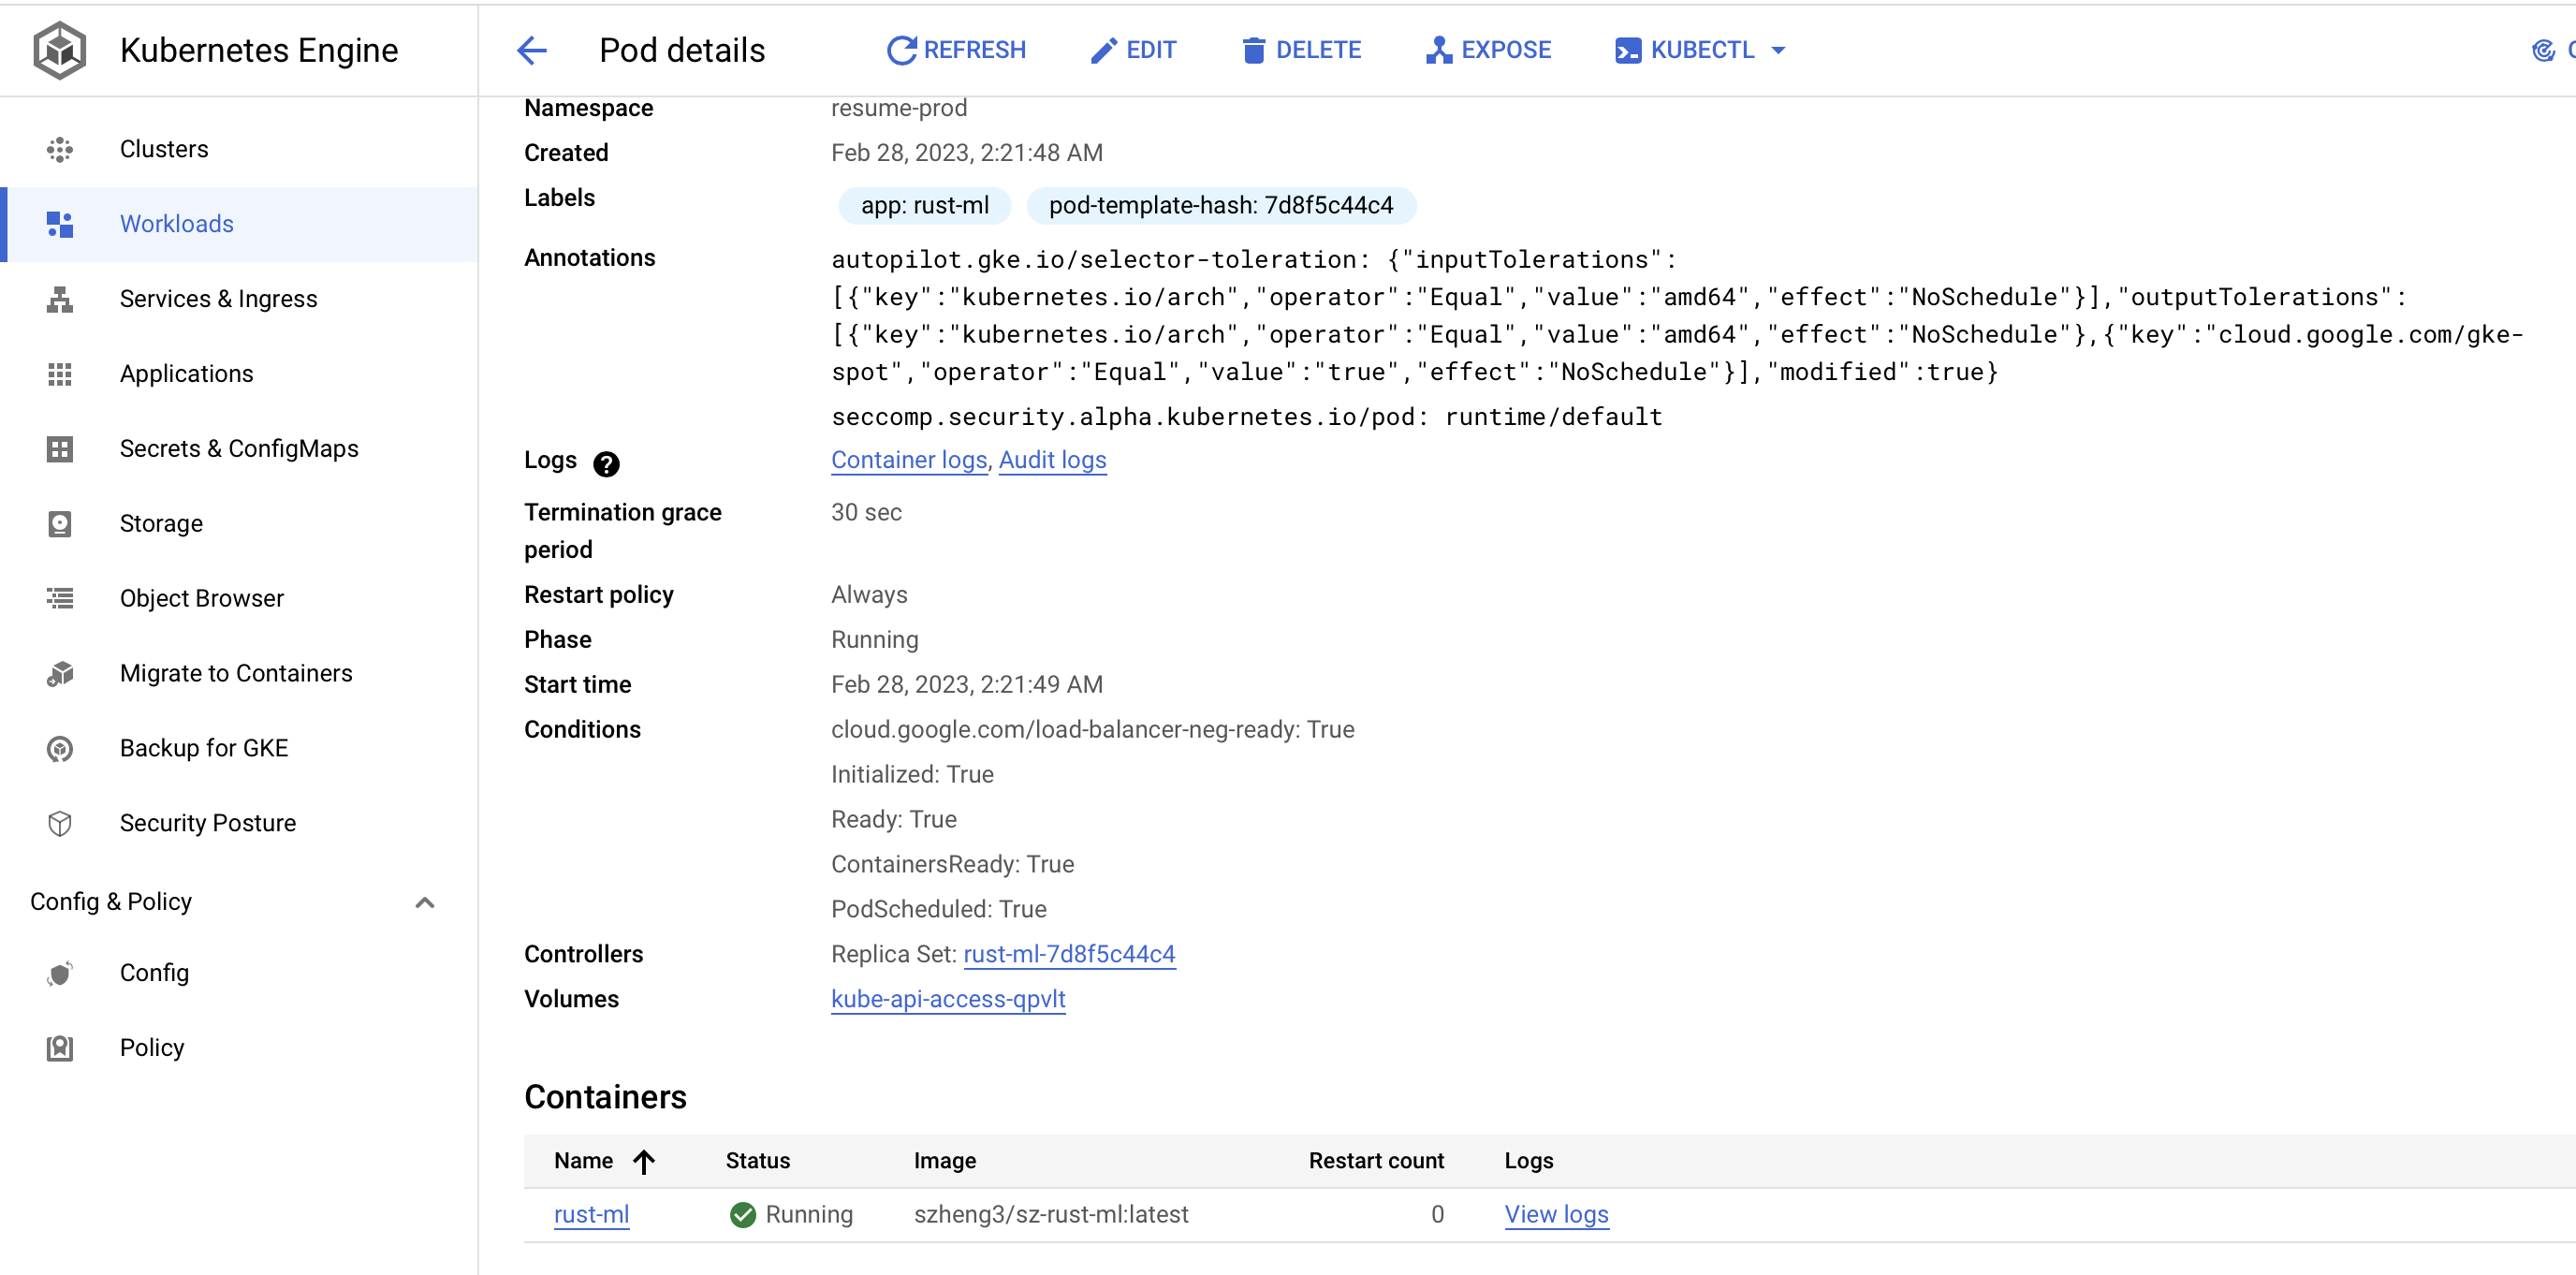 Kubernetes Engine
Pod details
REFRESH
EDIT
DELETE
EXPOSE
KUBECTL
Clusters
Workloads
Services & Ingress
Applications
Secrets & ConfigMaps
Storage
Object Browser
Migrate to Containers
Backup for GKE
Security Posture
Config & Policy
Config
Policy
Namespace resume-prod
Created Feb 28, 2023, 2:21:48 AM
Labels app: rust-ml pod-template-hash: 7d8f5c44c4
Annotations autopilot.gke.io/selector-toleration: {"inputTolerations":
[{"key":"kubernetes.io/arch","operator":"Equal","value":"amd64","effect":"NoSchedule"}],"outputTolerations":
[{"key":"kubernetes.io/arch","operator":"Equal","value":"amd64","effect":"NoSchedule"},{"key":"cloud.google.com/gke-
spot","operator":"Equal","value":"true","effect":"NoSchedule"}],"modified":true}
seccomp.security.alpha.kubernetes.io/pod: runtime/default
Logs ? Container logs, Audit logs
Termination grace 30 sec
period
Restart policy Always
Phase Running
Start time Feb 28, 2023, 2:21:49 AM
Conditions cloud.google.com/load-balancer-neg-ready: True
Initialized: True
Ready: True
ContainersReady: True
PodScheduled: True
Controllers Replica Set: rust-ml-7d8f5c44c4
Volumes kube-api-access-qpvlt
Containers
Name Status Image Restart count Logs
rust-ml Running szheng3/sz-rust-ml:latest 0 View logs